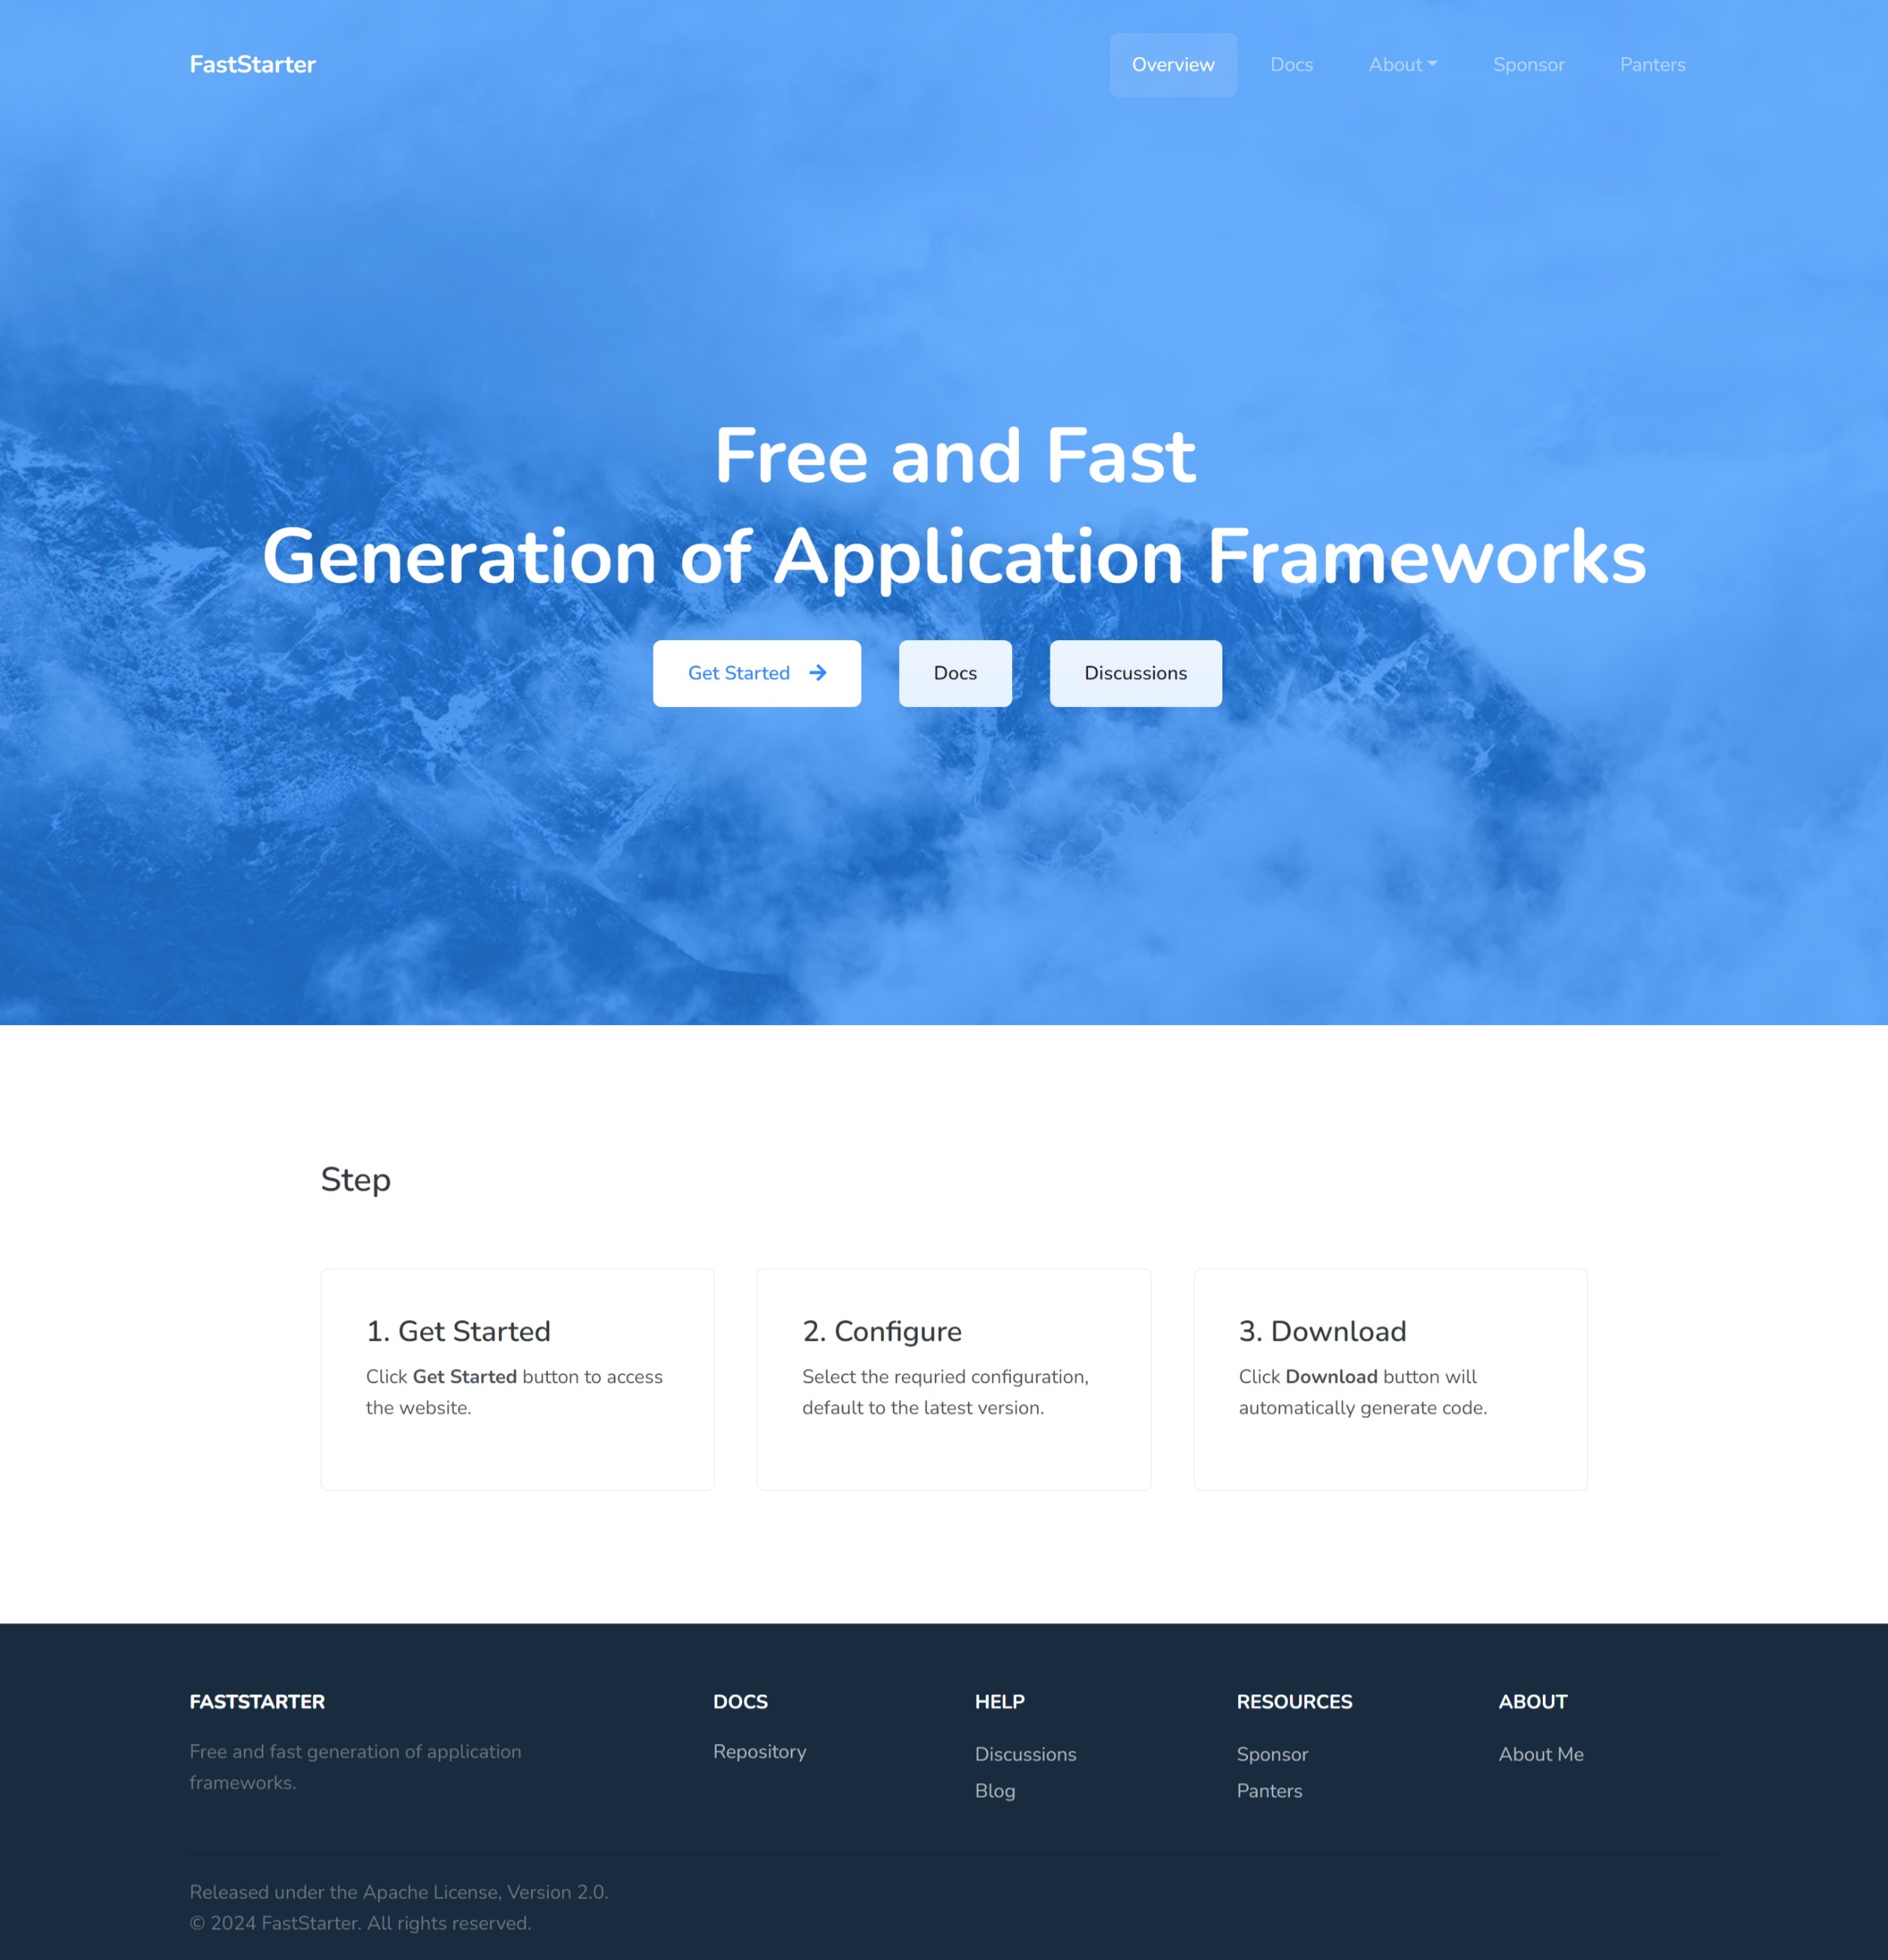 FastStarter
Overview
Docs
About
Sponsor
Panters
Free and Fast
Generation of Application Frameworks
Get Started
Docs
Discussions
Step
1. Get Started
Click Get Started button to access
the website.
2. Configure
Select the requried configuration,
default to the latest version.
3. Download
Click Download button will
automatically generate code.
FASTSTARTER
Free and fast generation of application
frameworks.
DOCS
Repository
HELP
Discussions
Blog
RESOURCES
Sponsor
Panters
ABOUT
About Me
Released under the Apache License, Version 2.0.
© 2024 FastStarter. All rights reserved.